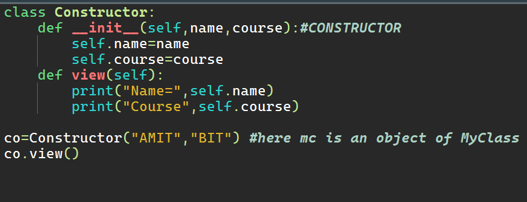 class Constructor:
    def __init__(self,name,course):#CONSTRUCTOR
        self.name=name
        self.course=course
    def view(self):
        print("Name=",self.name)
        print("Course",self.course)

co=Constructor("AMIT","BIT") #here mc is an object of MyClass
co.view()